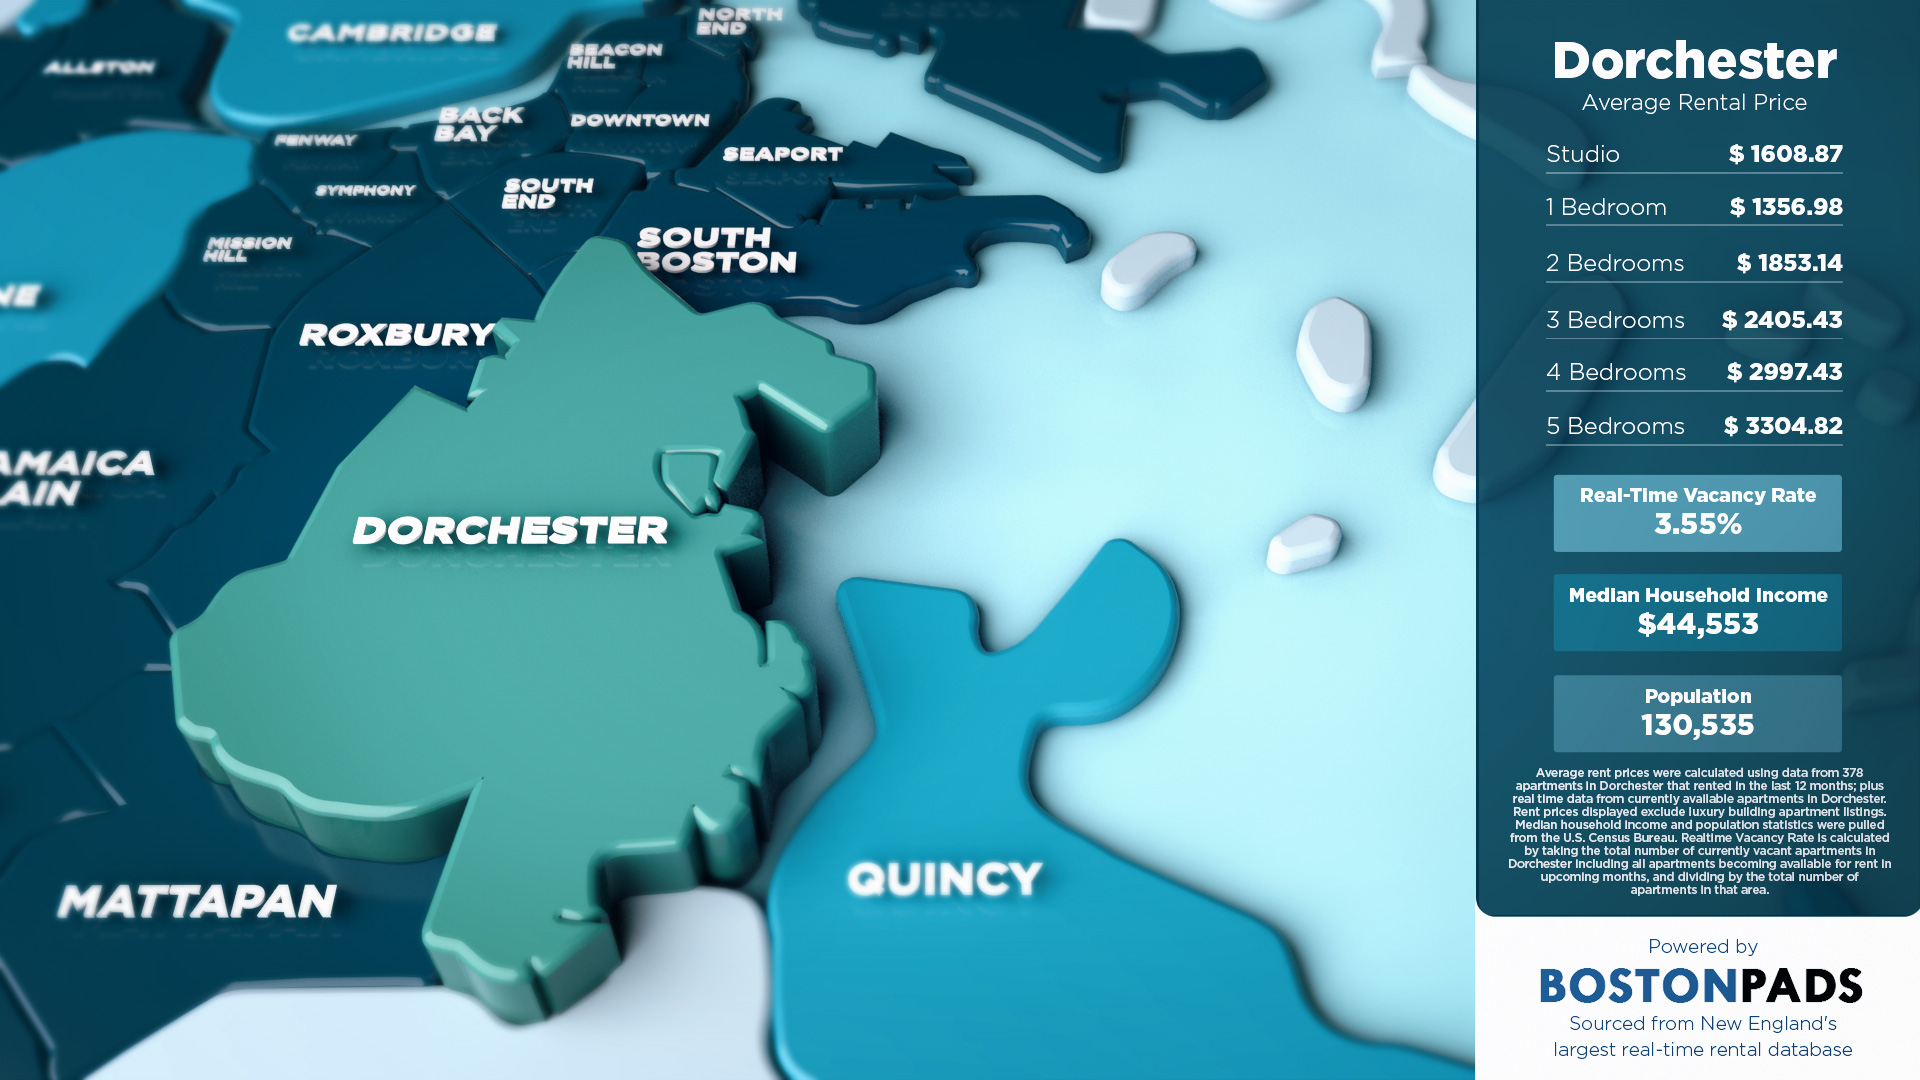 BOSTON
NORTH
END
CAMBRIDGE
BEACON
HILL
ALLSTON
BACK
BAY
DOWNTOWN
FENWAY
SEAPORT
SYMPHONY
SOUTH
END
MISSION
HILL
SOUTH
BOSTON
NE
ROXBURY
AMAICA
AIN
DORCHESTER
MATTAPAN
QUINCY
Dorchester
Average Rental Price
Studio $ 1608.87
1 Bedroom $ 1356.98
2 Bedrooms $ 1853.14
3 Bedrooms $ 2405.43
4 Bedrooms $ 2997.43
5 Bedrooms $ 3304.82
Real-Time Vacancy Rate
3.55%
Median Household Income
$44,553
Population
130,535
Average rent prices were calculated using data from 378
apartments in Dorchester that rented in the last 12 months; plus
real time data from currently available apartments in Dorchester.
Rent prices displayed exclude luxury building apartment listings.
Median household income and population statistics were pulled
from the U.S. Census Bureau. Realtime Vacancy Rate is calculated
by taking the total number of currently vacant apartments in
Dorchester including all apartments becoming available for rent in
upcoming months, and dividing by the total number of
apartments in that area.
Powered by
BOSTONPADS
Sourced from New England's
largest real-time rental database